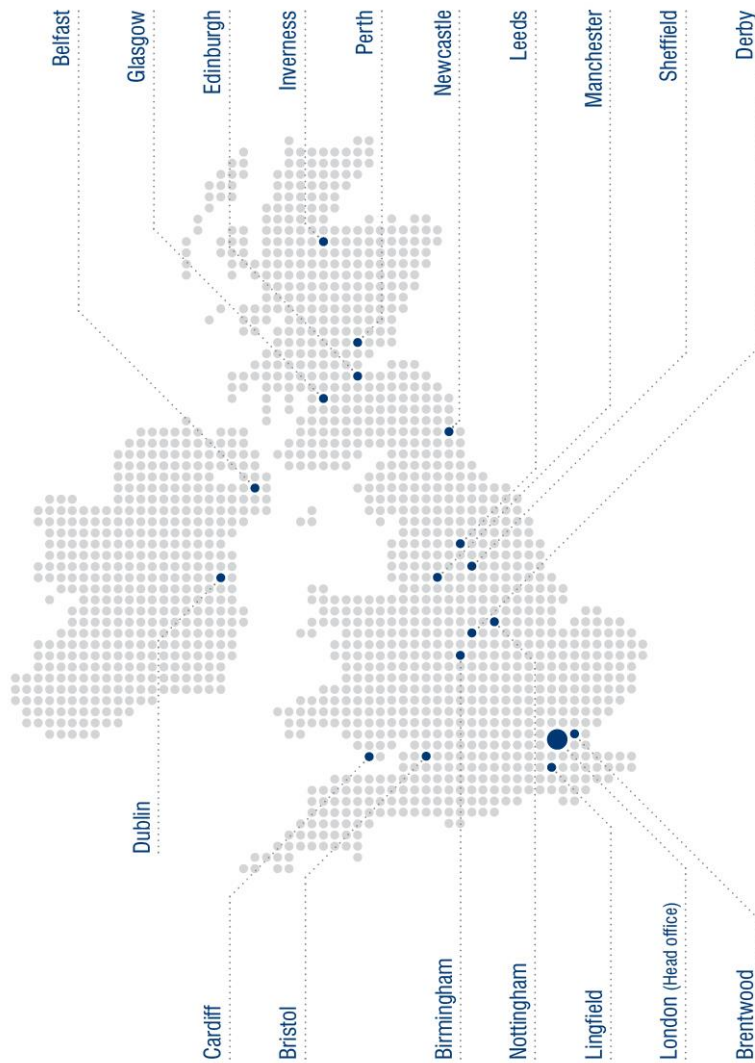 Belfast
Glasgow
Edinburgh
Inverness
Perth
Newcastle
Leeds
Manchester
Sheffield
Derby
Dublin
Cardiff
Bristol
Birmingham
Nottingham
Lingfield
London (Head office)
Brentwood